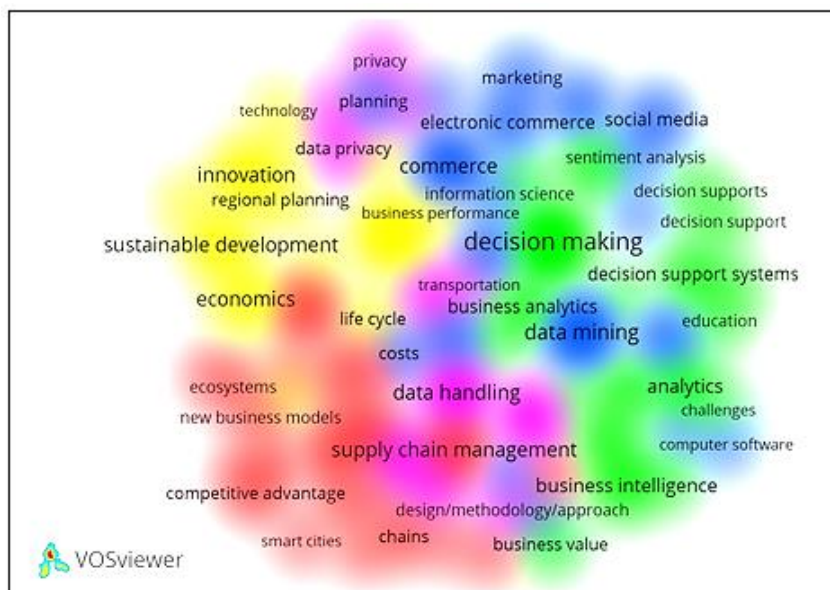 privacy
marketing
planning
technology
electronic commerce
social media
data privacy
commerce
sentiment analysis
innovation
regional planning
information science
decision supports
business performance
decision support
sustainable development
decision making
decision support systems
transportation
economics
business analytics
life cycle
data mining
education
costs
ecosystems
data handling
analytics
new business models
challenges
supply chain management
computer software
competitive advantage
business intelligence
design/methodology/approach
smart cities
chains
business value
VOSviewer